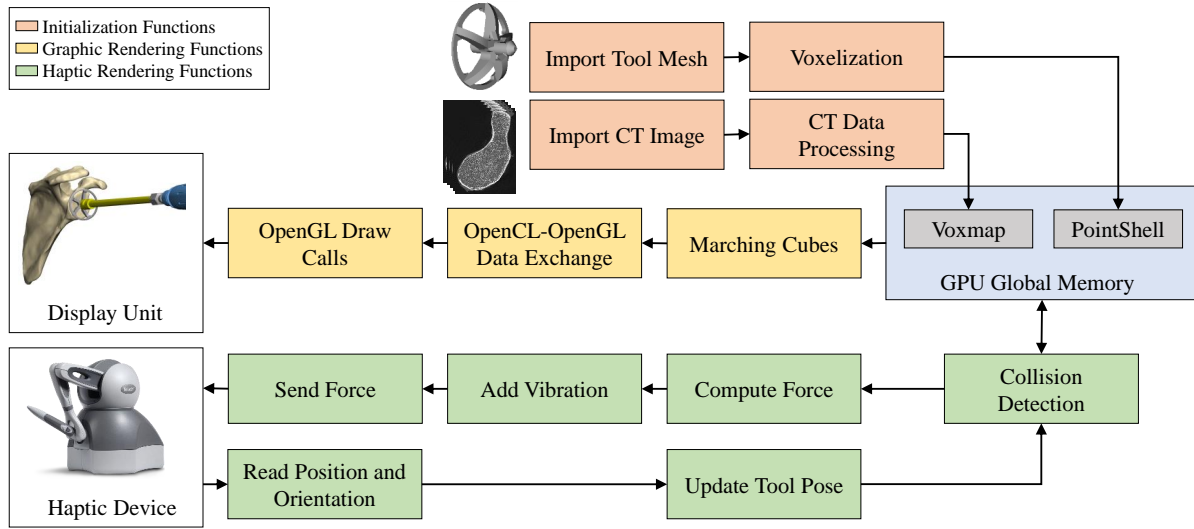 Initialization Functions
Graphic Rendering Functions
Haptic Rendering Functions
Import Tool Mesh
Voxelization
Import CT Image
CT Data
Processing
Voxmap
PointShell
GPU Global Memory
Marching Cubes
OpenCL-OpenGL
Data Exchange
OpenGL Draw
Calls
Display Unit
Collision
Detection
Compute Force
Add Vibration
Send Force
Haptic Device
Read Position and
Orientation
Update Tool Pose